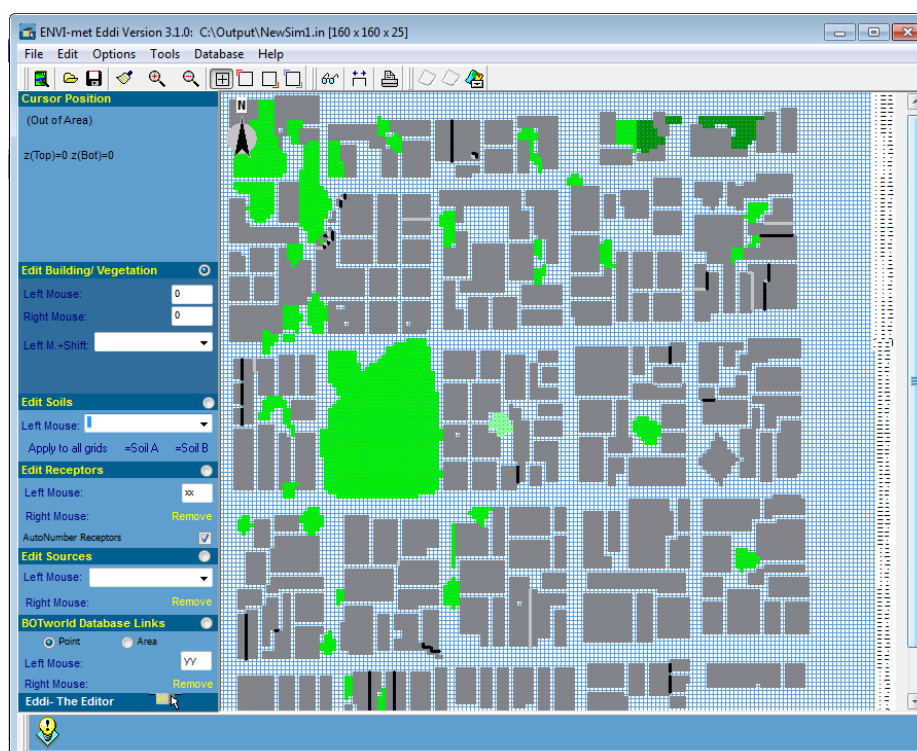 ENVI-met Eddi Version 3.1.0: C:\Output\NewSim1.in [160 x 160 x 25]
File Edit Options Tools Database Help
Cursor Position
N
(Out of Area)
z(Top)=0 z(Bot)=0
Edit Building/ Vegetation
Left Mouse: 0
Right Mouse: 0
Left M.+Shift:
Edit Soils
Left Mouse:
Apply to all grids =Soil A =Soil B
Edit Receptors
Left Mouse: xx
Right Mouse: Remove
AutoNumber Receptors
Edit Sources
Left Mouse:
Right Mouse: Remove
BOTworld Database Links
Point Area
Left Mouse: YY
Right Mouse: Remove
Eddi- The Editor